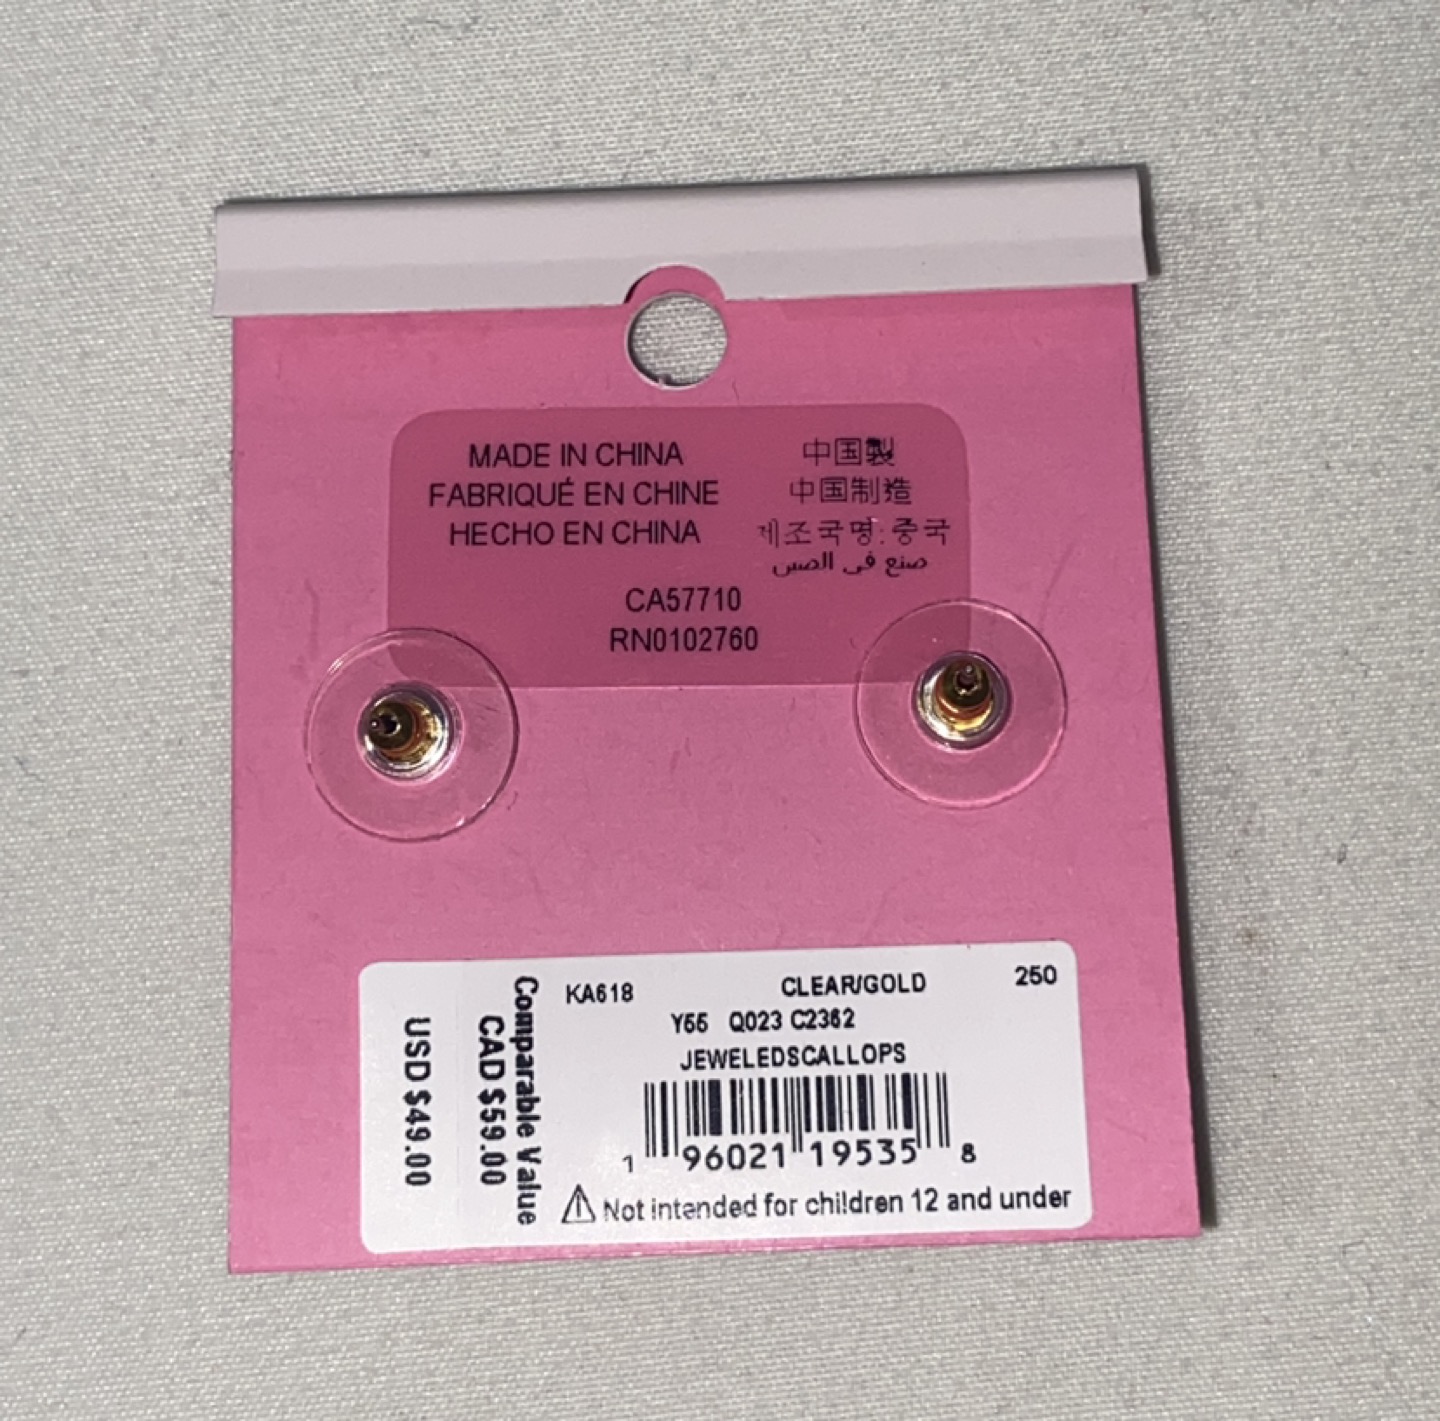 MADE IN CHINA
FABRIQUÉ EN CHINE
HECHO EN CHINA
中国製
中国制造
제조국명:중국
صنع في الصين
CA57710
RN0102760
KA618 CLEAR/GOLD 250
Y55 Q023 C2362
JEWELEDSCALLOPS
1 96021 19535 8
⚠ Not intended for children 12 and under
Comparable Value
CAD $59.00
USD $49.00